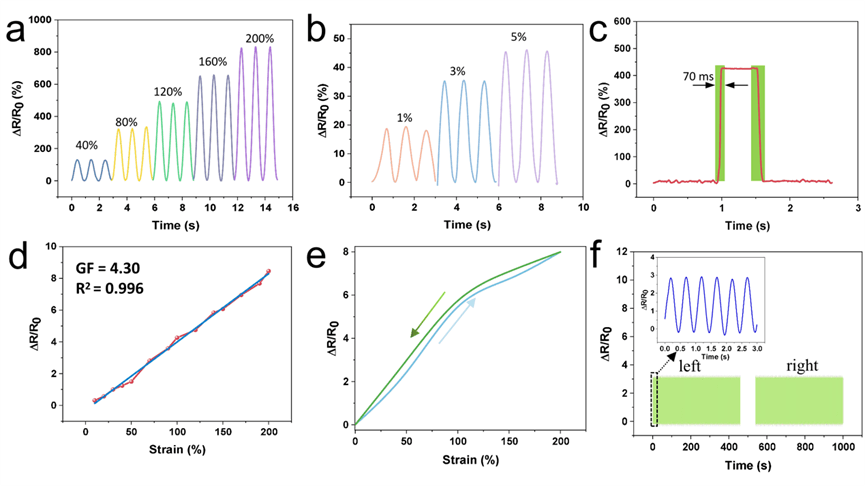 a
ΔR/R0 (%)
1000
800
600
400
200
0
40%
80%
120%
160%
200%
0 2 4 6 8 10 12 14 16
Time (s)
b
ΔR/R0 (%)
50
40
30
20
10
0
1%
3%
5%
0 2 4 6 8 10
Time (s)
c
ΔR/R0 (%)
600
500
400
300
200
100
0
70 ms
0 1 2 3
Time (s)
d
ΔR/R0
10
8
6
4
2
0
GF = 4.30
R² = 0.996
0 50 100 150 200
Strain (%)
e
ΔR/R0
8
6
4
2
0
0 50 100 150 200
Strain (%)
f
ΔR/R0
12
10
8
6
4
2
0
ΔR/R0
4
3
2
1
0
0.0 0.5 1.0 1.5 2.0 2.5 3.0
Time (s)
left
right
0 200 400 600 800 1000
Time (s)